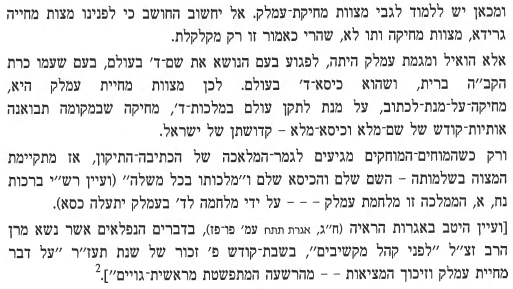 ומכאן יש ללמוד לגבי מצוות מחיקת־עמלק. אל יחשוב החושב כי לפנינו מצות מחייה
גרידא, מצוות מחיקה ותו לא, שהרי כאמור זו רק מקלקלת.
אלא הואיל ומגמת עמלק היתה, לפגוע בעם הנושא את שם־ד' בעולם, בעם שעמו כרת
הקב"ה ברית, ושהוא כיסא־ד' בעולם. לכן מצוות מחיית עמלק היא,
מחיקה־על־מנת־לכתוב, על מנת לתקן עולם במלכות־ד', מחיקה שבמקומה תבואנה
אותיות־קודש של שם־מלא וכיסא־מלא – קדושתן של ישראל.
ורק כשהמוחים־המוחקים מגיעים לגמר־המלאכה של הכתיבה־התיקון, אז מתקיימת
המצוה בשלמותה – השם שלם והכיסא שלם ו"מלכותו בכל משלה" (ועיין רש"י ברכות
נח, א, הממלכה זו מלחמת עמלק – – – על ידי מלחמה לד' בעמלק יתעלה כסא).
[ועיין היטב באגרות הראיה (ח"ג, אגרת תתח עמ' פו־פז), בדברים הנפלאים אשר נשא מרן
הרב זצ"ל "לפני קהל מקשיבים", בשבת־קודש פ' זכור של שנת תעז"ר "על דבר
מחיית עמלק וזיכוך המציאות – – מהרשעה המתפשטת מראשית־גויים"].2